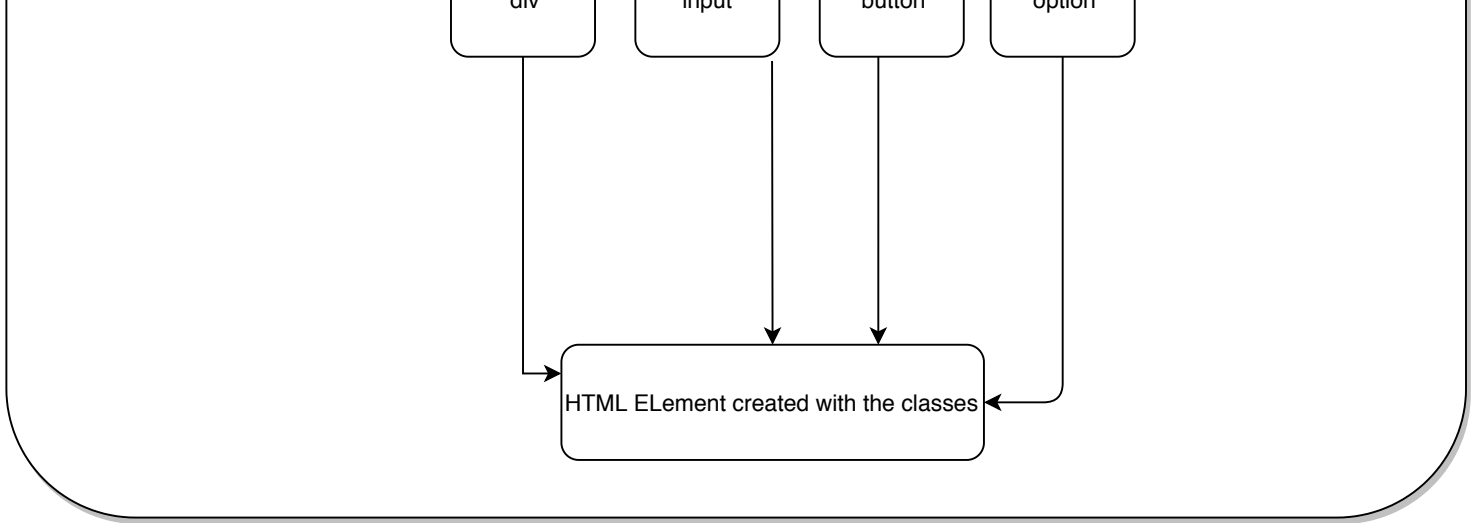 div
input
button
option
HTML ELement created with the classes